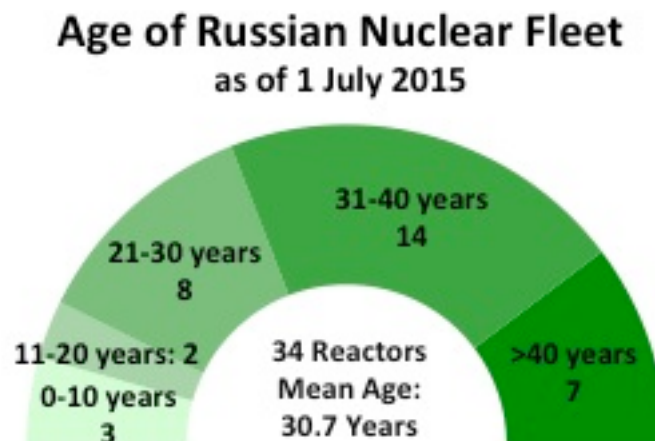 Age of Russian Nuclear Fleet
as of 1 July 2015
31-40 years
14
21-30 years
8
11-20 years: 2
0-10 years
3
34 Reactors
Mean Age:
30.7 Years
>40 years
7